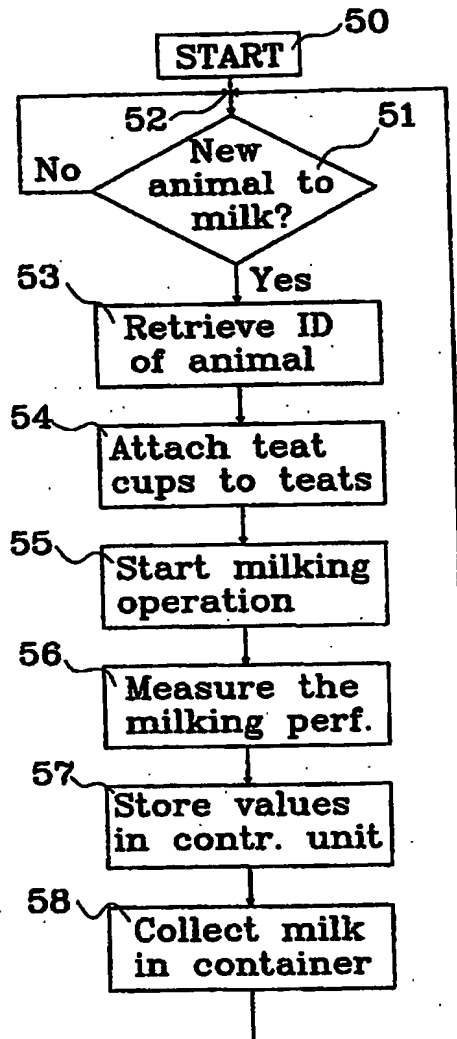 50
START
52
51
New
animal to
milk?
No
Yes
53
Retrieve ID
of animal
54
Attach teat
cups to teats
55
Start milking
operation
56
Measure the
milking perf.
57
Store values
in contr. unit
58
Collect milk
in container